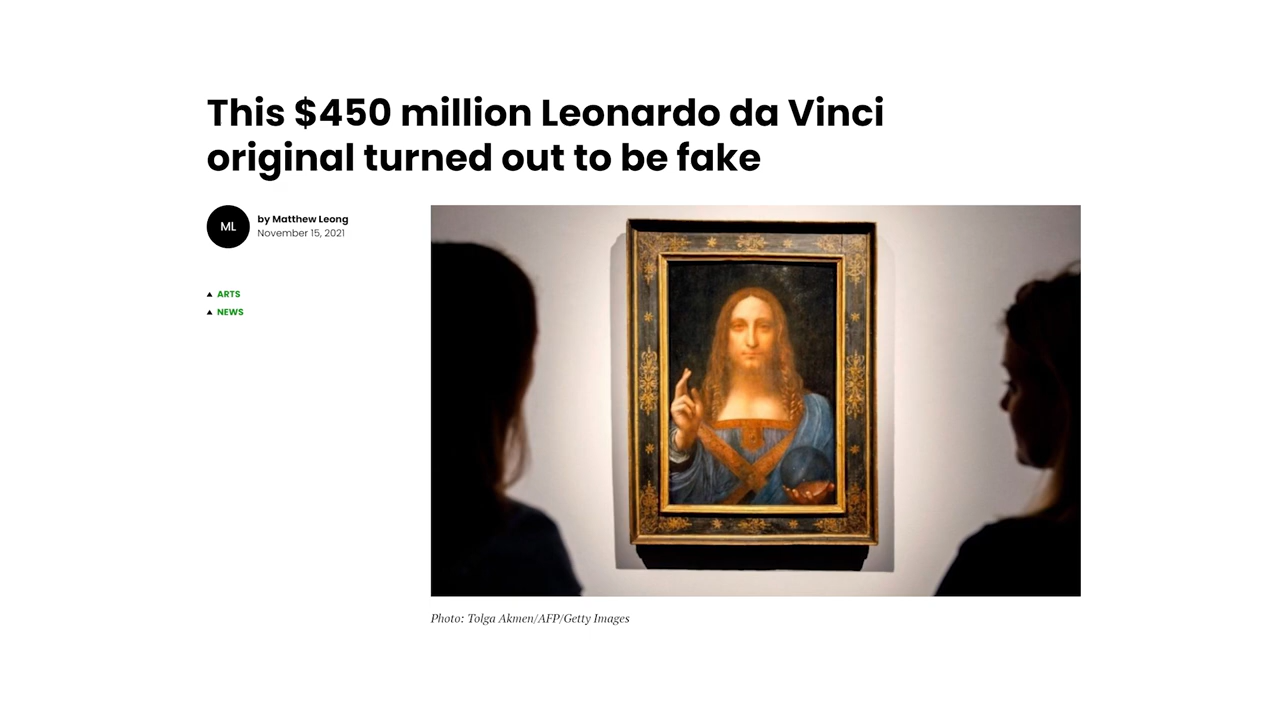 This $450 million Leonardo da Vinci
original turned out to be fake
ML
by Matthew Leong
November 15, 2021
ARTS
NEWS
Photo: Tolga Akmen/AFP/Getty Images